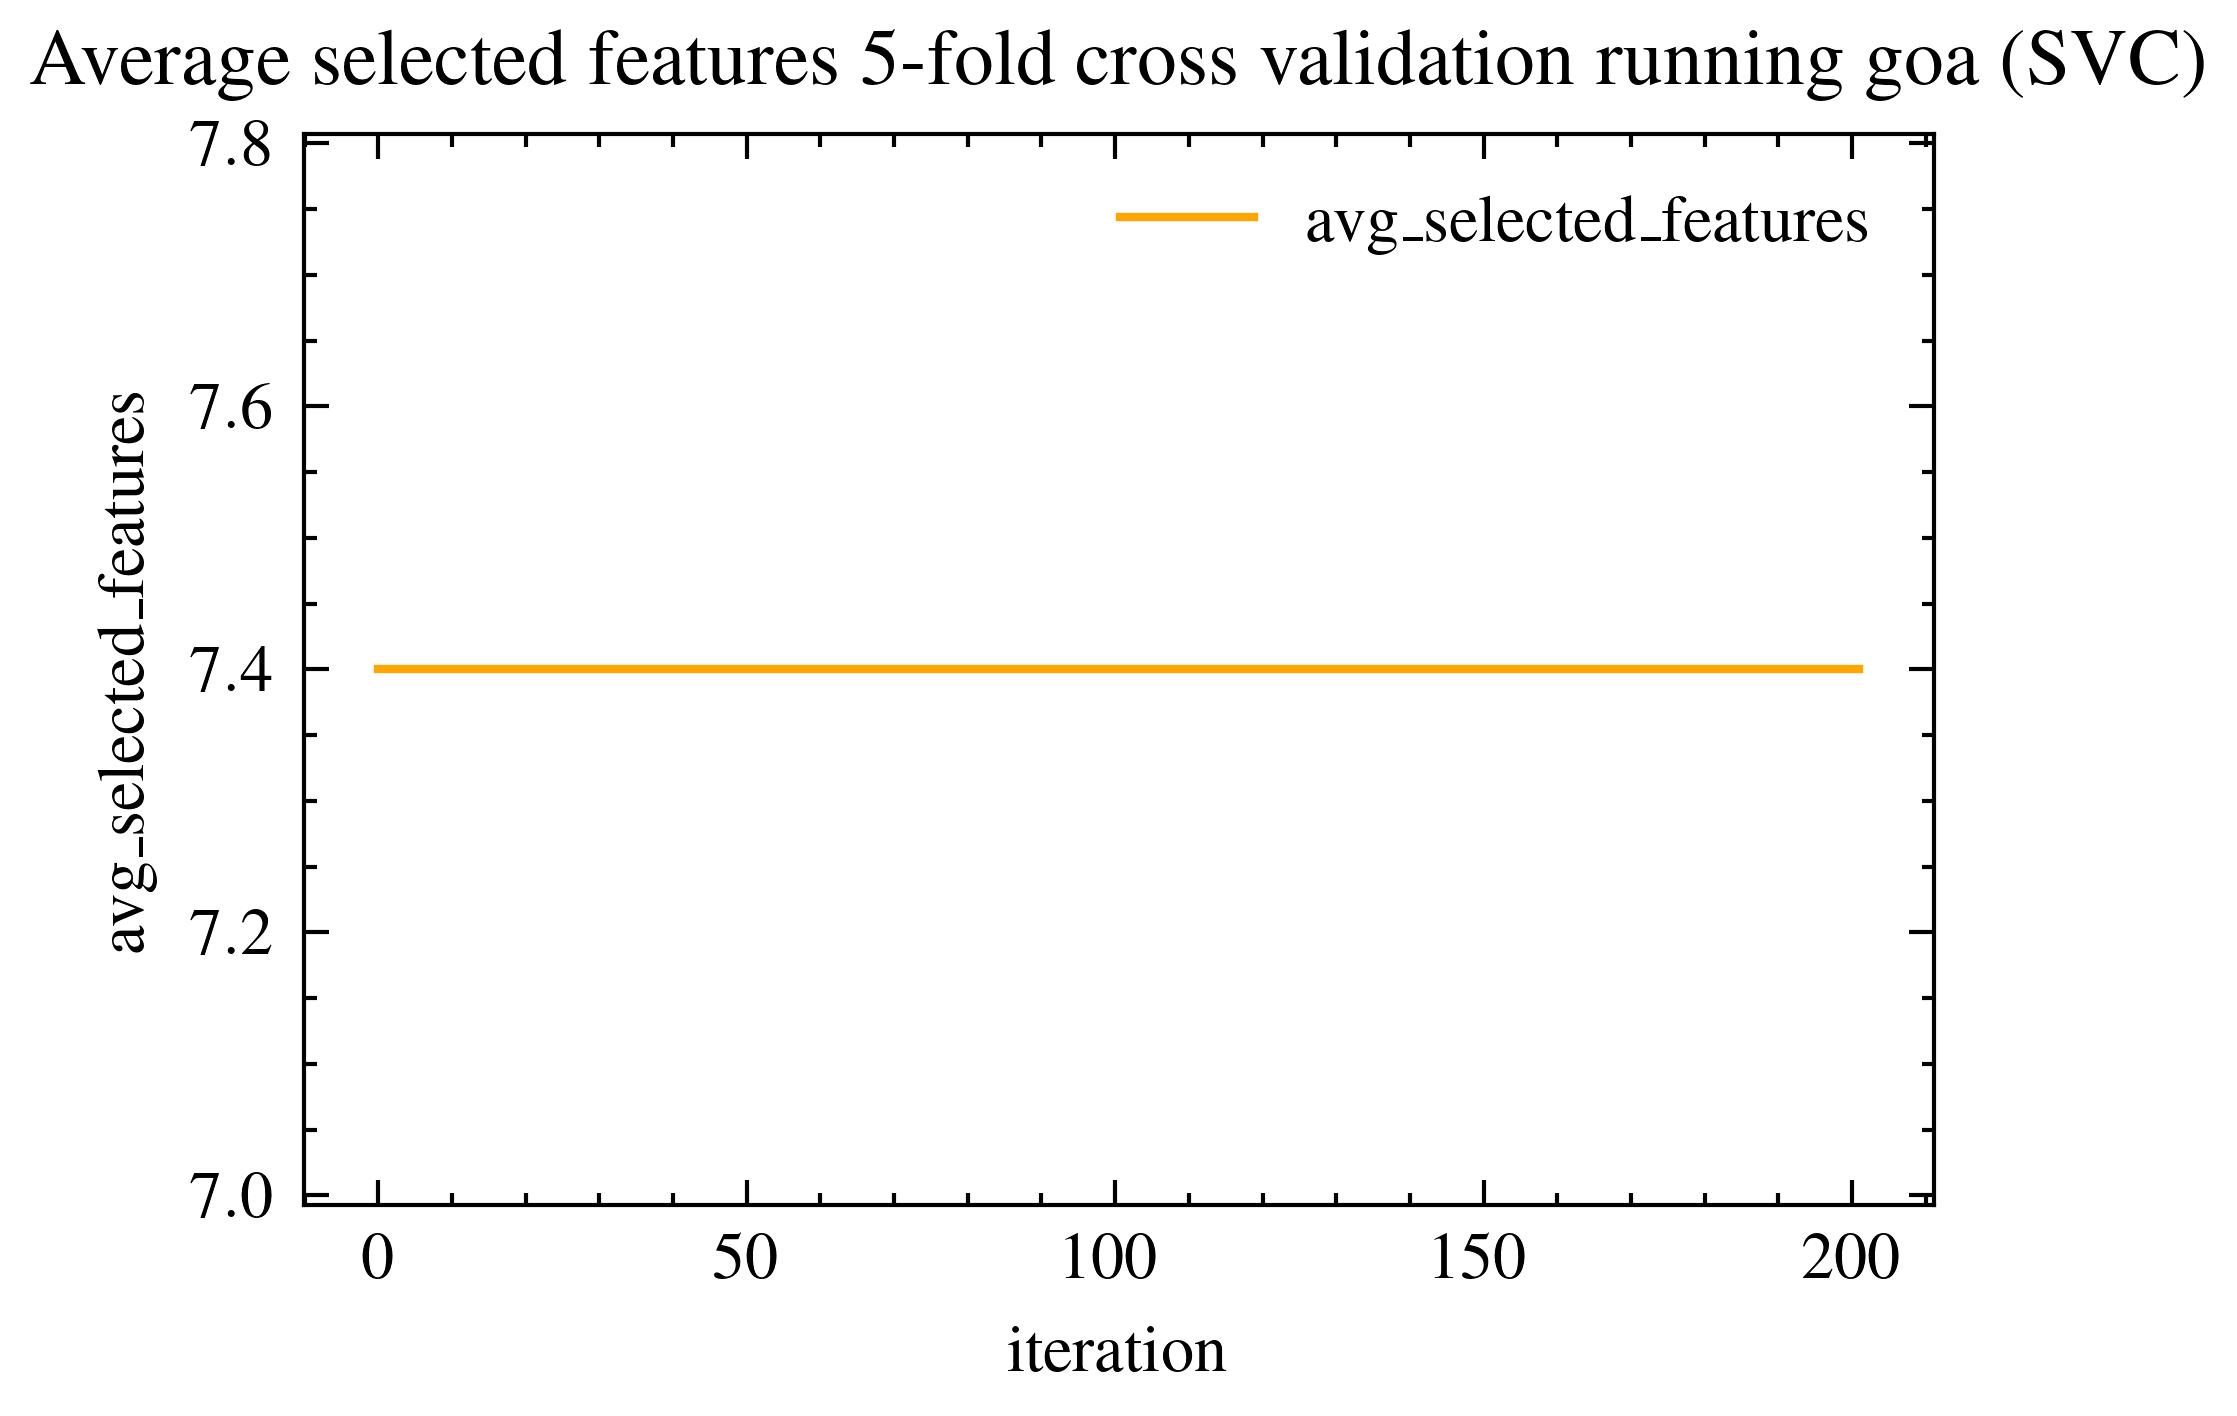 Average selected features 5-fold cross validation running goa (SVC)
7.8
avg_selected_features
7.6
7.4
7.2
7.0
avg_selected_features
0 50 100 150 200
iteration